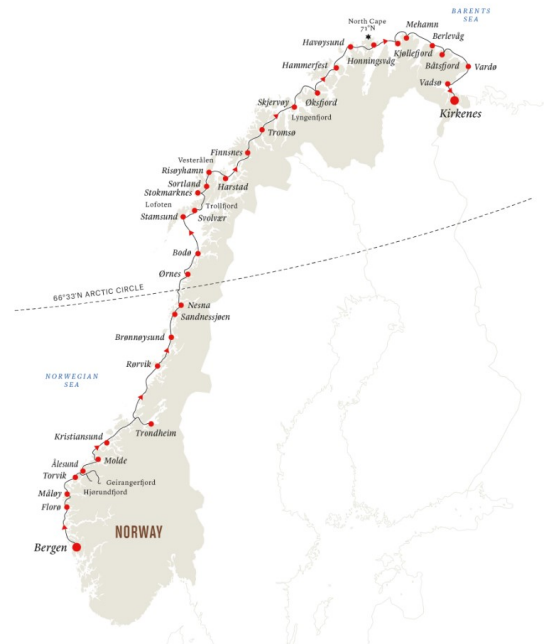 BARENTS
SEA
North Cape
71°N
Mehamn
Berlevåg
Havøysund
Kjøllefjord
Båtsfjord
Honningsvåg
Vardø
Hammerfest
Vadsø
Øksfjord
Skjervøy
Kirkenes
Lyngenfjord
Tromsø
Finnsnes
Vesterålen
Risøyhamn
Harstad
Sortland
Stokmarknes
Lofoten
Trollfjord
Stamsund
Svolvær
Bodø
Ørnes
66°33'N ARCTIC CIRCLE
Nesna
Sandnessjøen
Brønnøysund
Rørvik
NORWEGIAN
SEA
Trondheim
Kristiansund
Molde
Ålesund
Torvik
Geirangerfjord
Hjørundfjord
Måløy
Florø
NORWAY
Bergen